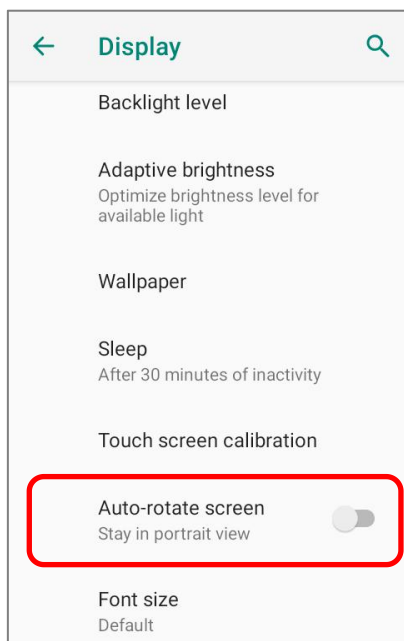 Display
Backlight level
Adaptive brightness
Optimize brightness level for
available light
Wallpaper
Sleep
After 30 minutes of inactivity
Touch screen calibration
Auto-rotate screen
Stay in portrait view
Font size
Default